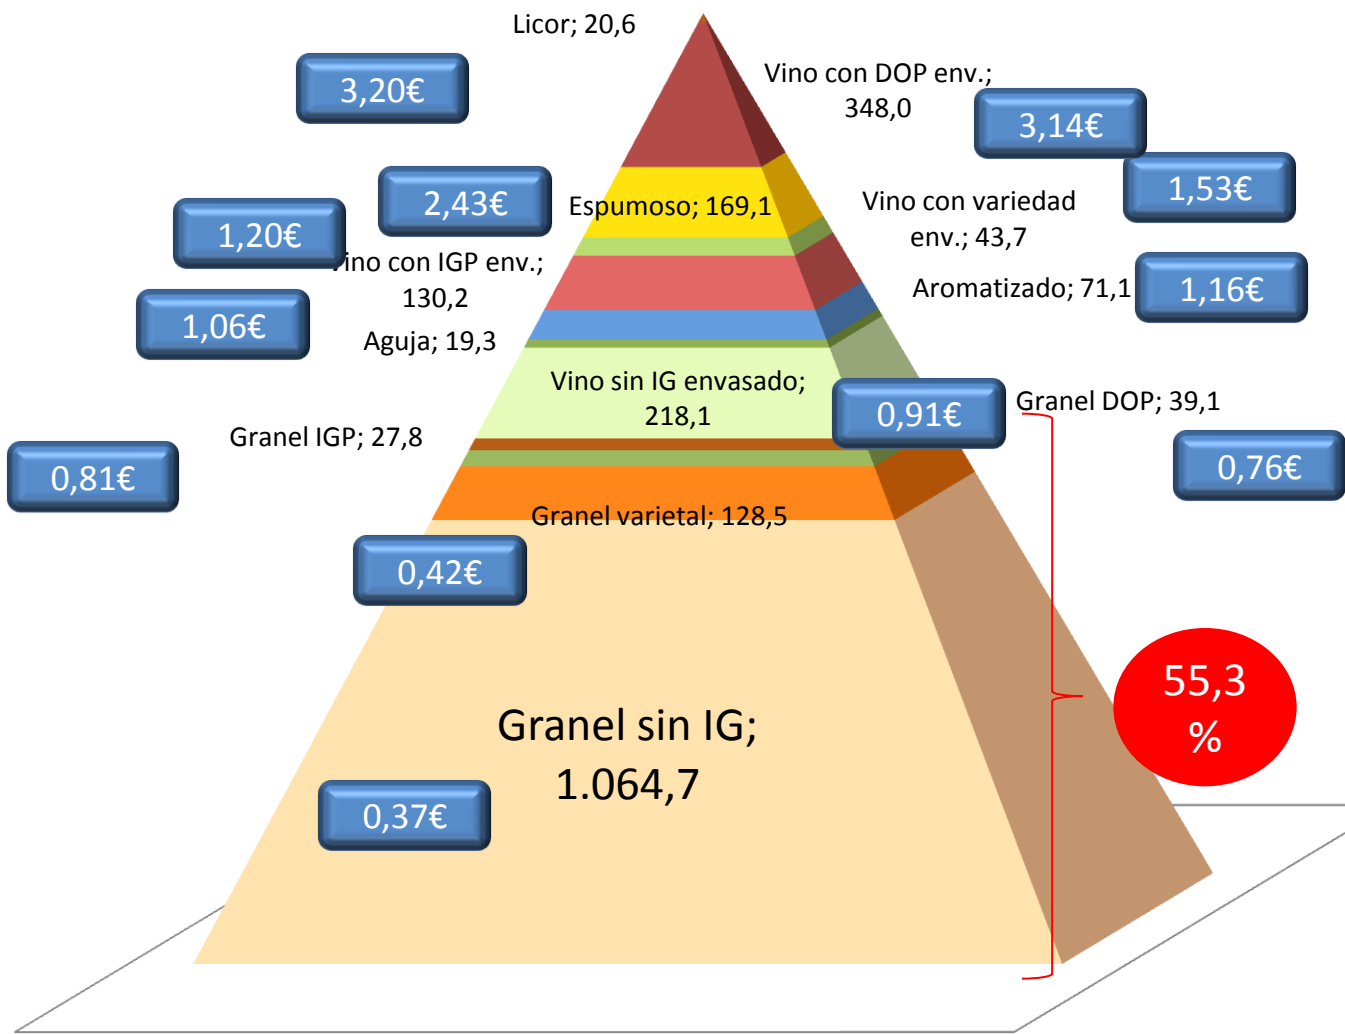 Licor; 20,6
3,20€
Vino con DOP env.;
348,0
3,14€
2,43€
Espumoso; 169,1
1,53€
Vino con variedad
env.; 43,7
1,20€
Vino con IGP env.;
130,2
Aromatizado; 71,1
1,16€
1,06€
Aguja; 19,3
Vino sin IG envasado;
218,1
0,91€
Granel DOP; 39,1
Granel IGP; 27,8
0,81€
0,76€
Granel varietal; 128,5
0,42€
55,3
%
Granel sin IG;
1.064,7
0,37€